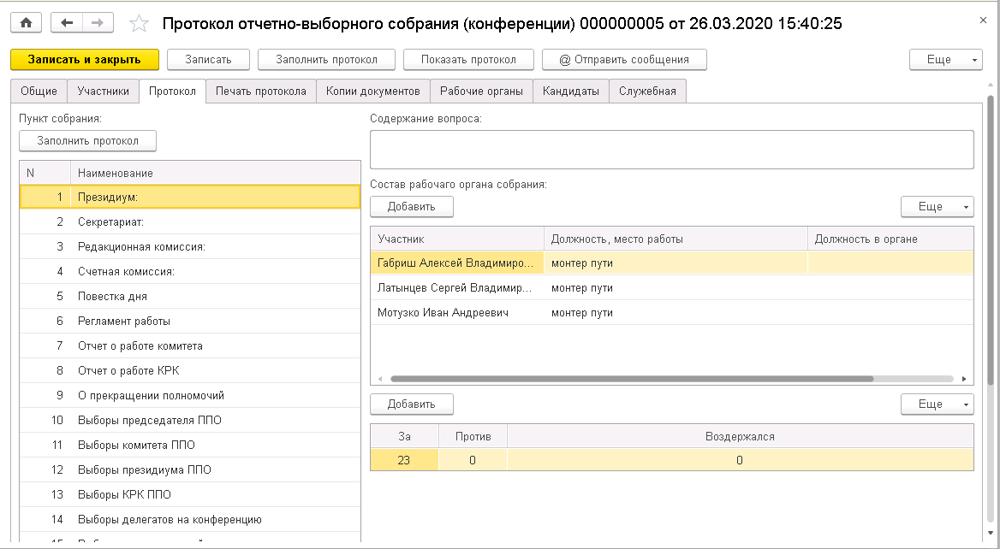 Протокол отчетно-выборного собрания (конференции) 000000005 от 26.03.2020 15:40:25
Записать и закрыть Записать Заполнить протокол Показать протокол @ Отправить сообщения Еще
Общие Участники Протокол Печать протокола Копии документов Рабочие органы Кандидаты Служебная
Пункт собрания:
Заполнить протокол
N Наименование
1 Президиум:
2 Секретариат:
3 Редакционная комиссия:
4 Счетная комиссия:
5 Повестка дня
6 Регламент работы
7 Отчет о работе комитета
8 Отчет о работе КРК
9 О прекращении полномочий
10 Выборы председателя ППО
11 Выборы комитета ППО
12 Выборы президиума ППО
13 Выборы КРК ППО
14 Выборы делегатов на конференцию
Содержание вопроса:
Состав рабочего органа собрания:
Добавить Еще
Участник Должность, место работы Должность в органе
Габриш Алексей Владимиро... монтер пути
Латынцев Сергей Владимир... монтер пути
Мотузко Иван Андреевич монтер пути
Добавить Еще
За Против Воздержался
23 0 0